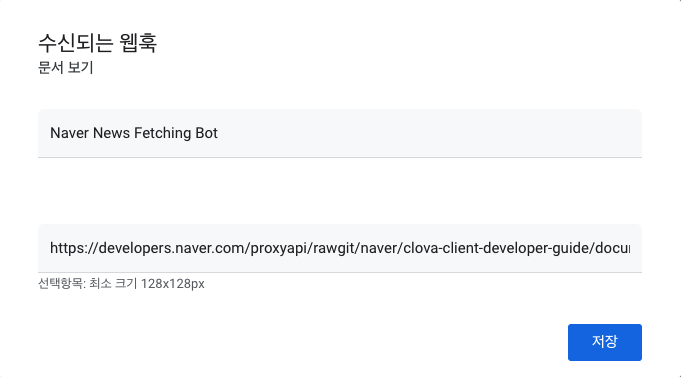 수신되는 웹훅
문서 보기
Naver News Fetching Bot
https://developers.naver.com/proxyapi/rawgit/naver/clova-client-developer-guide/docu
선택항목: 최소 크기 128x128px
저장